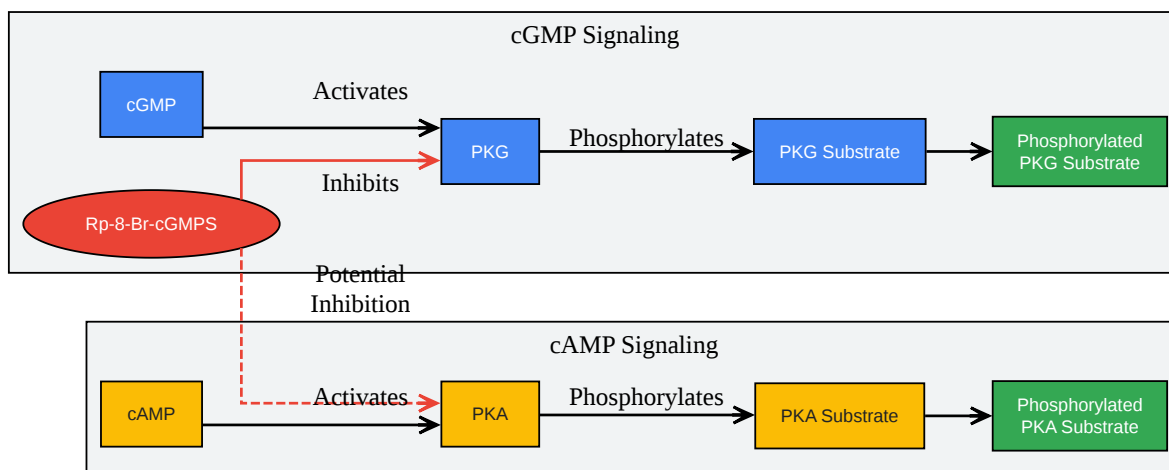 cGMP Signaling
cGMP
Activates
PKG
Phosphorylates
PKG Substrate
Phosphorylated
PKG Substrate
Inhibits
Rp-8-Br-cGMPS
Potential
Inhibition
cAMP Signaling
cAMP
Activates
PKA
Phosphorylates
PKA Substrate
Phosphorylated
PKA Substrate